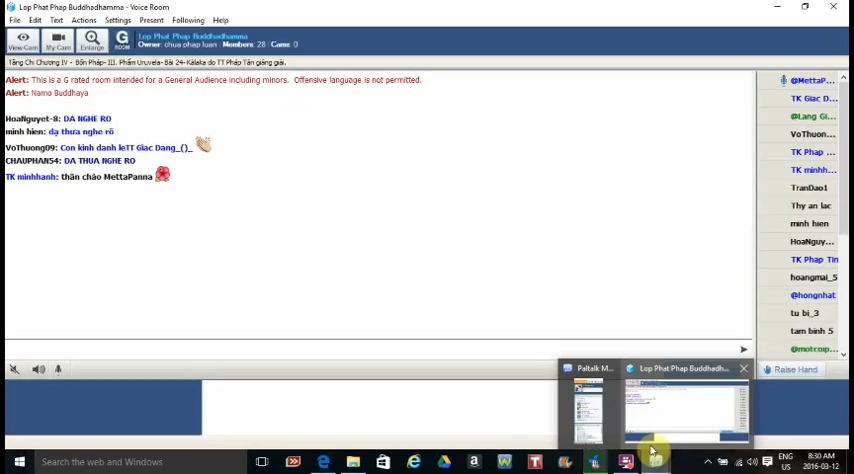 Lop Phat Phap Buddhadhamma - Voice Room
File Edit Text Actions Settings Present Following Help
View Cam My Cam Enlarge G ROOM
Lop Phat Phap Buddhadhamma
Owner: chua phap luan | Members: 28 | Cams: 0
Tăng Chi Chương IV - Bốn Pháp- III. Phẩm Uruvela- Bài 24- Kàlaka do TT Pháp Tân giảng giải.
Alert: This is a G rated room intended for a General Audience including minors. Offensive language is not permitted.
Alert: Namo Buddhaya
HoaNguyet-8: DA NGHE RO
minh hien: dạ thưa nghe rõ
VoThuong09: Con kinh danh leTT Giac Dang_()_
CHAUPHAN54: DA THUA NGHE RO
TK minhhanh: thân chào MettaPanna
@MettaP...
TK Giac D...
@Lang Gi...
VoThuon...
TK Phap ...
TK minhh...
TranDao1
Thy an lac
minh hien
HoaNguy...
TK Phap Tin
hoangmai_5
@hongnhat
tu bi_3
tam binh 5
@motcoip...
Raise Hand
Paltalk M... Lop Phat Phap Buddhadh...
Search the web and Windows
ENG
US
8:30 AM
2016-03-12